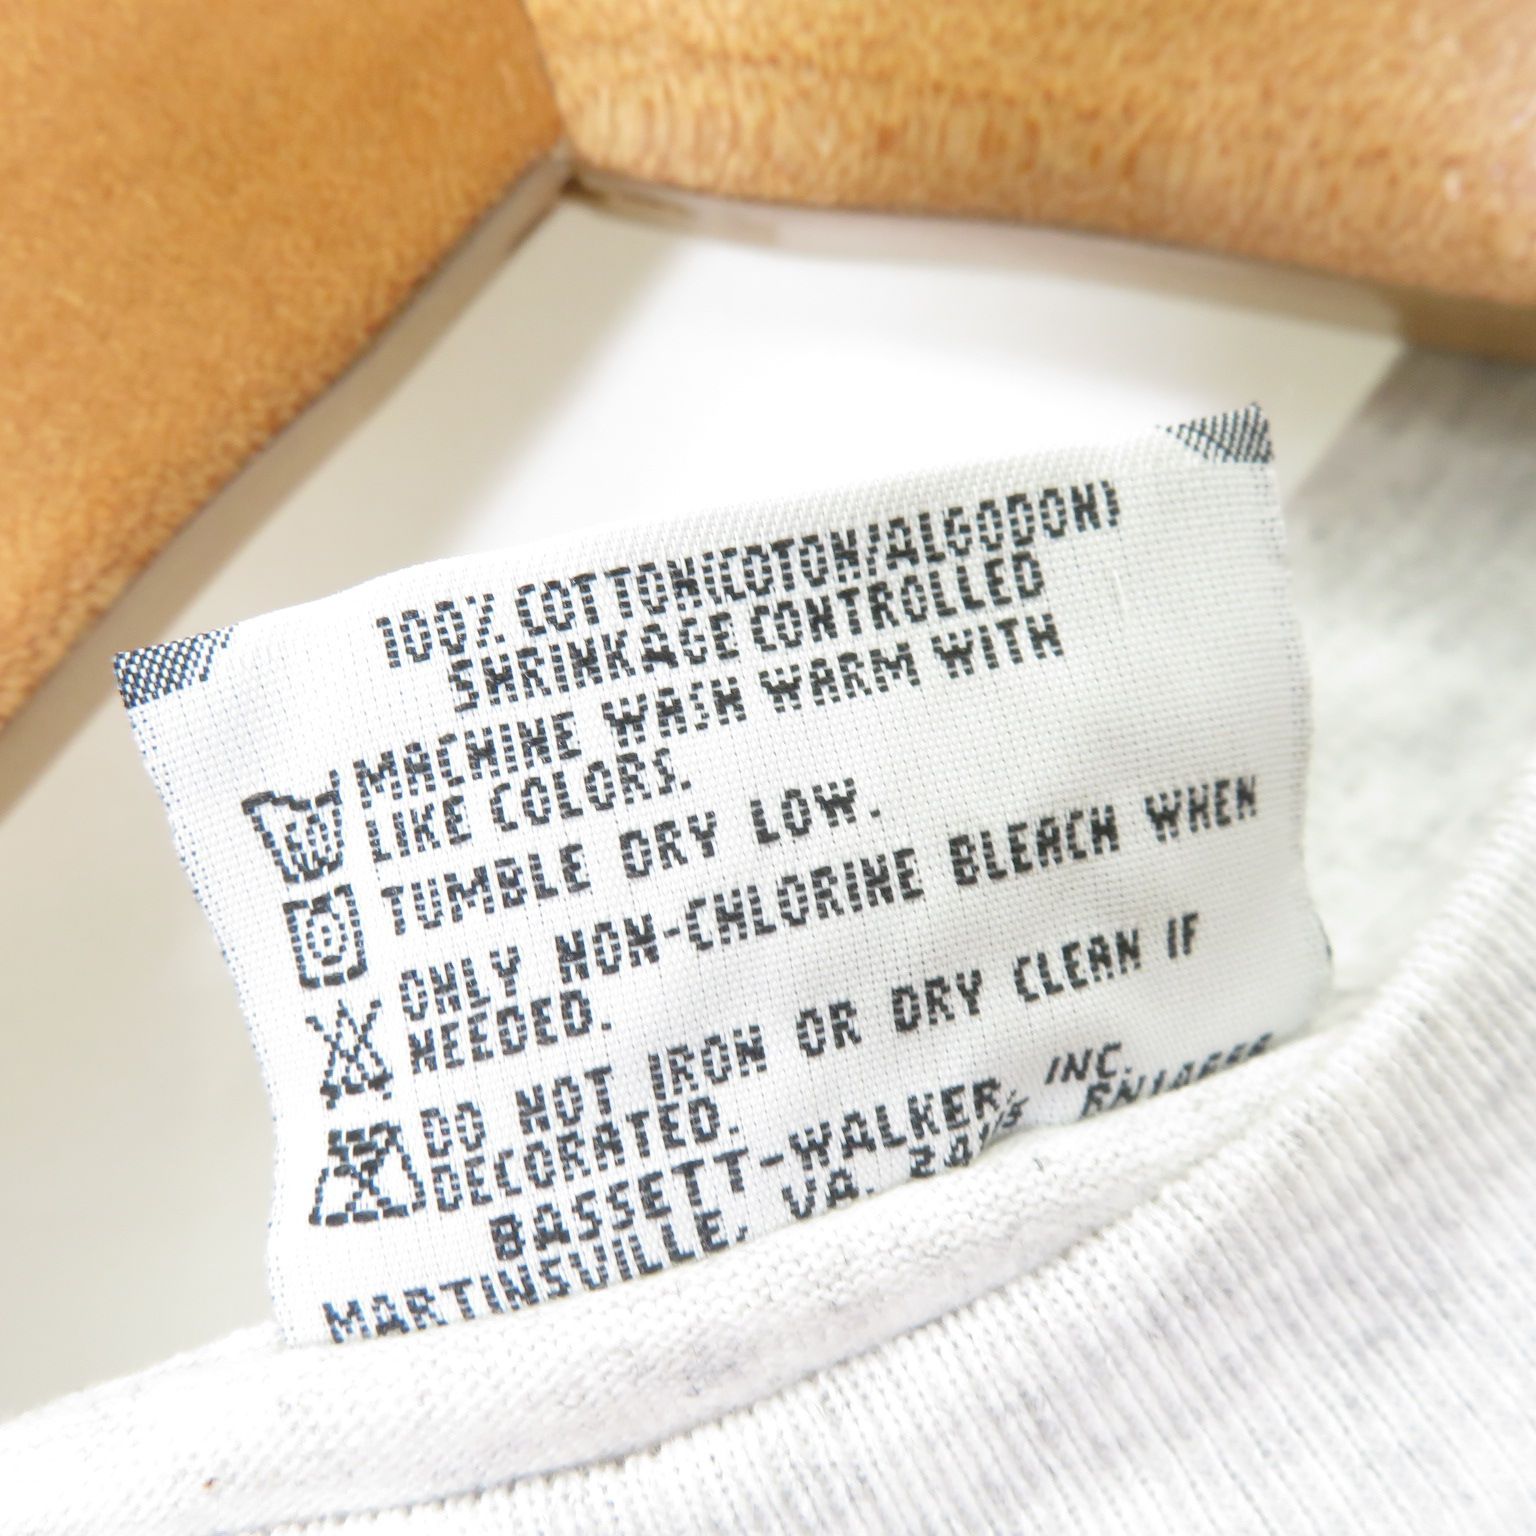 100% COTTON(COTON/ALGODON)
SHRINKAGE CONTROLLED
MACHINE WASH WARM WITH
LIKE COLORS.
TUMBLE DRY LOW.
ONLY NON-CHLORINE BLEACH WHEN
NEEDED.
DO NOT IRON OR DRY CLEAN IF
DECORATED.
BASSETT-WALKER, INC.
MARTINSVILLE, VA.